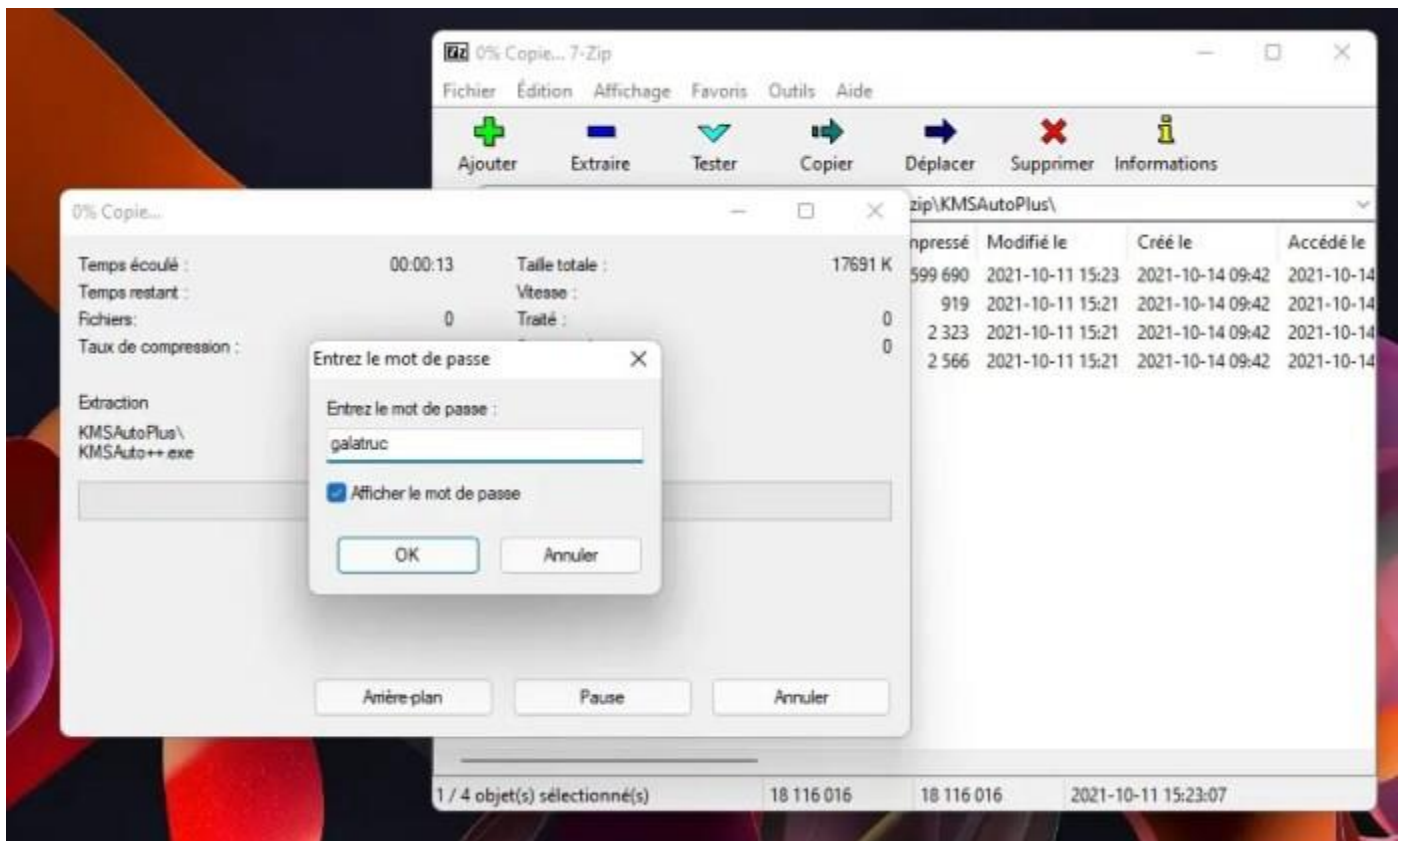 0% Copie... 7-Zip
Fichier Édition Affichage Favoris Outils Aide
Ajouter Extraire Tester Copier Déplacer Supprimer Informations
zip\KMSAutoPlus\
npressé Modifié le Créé le Accédé le
599 690 2021-10-11 15:23 2021-10-14 09:42 2021-10-14
919 2021-10-11 15:21 2021-10-14 09:42 2021-10-14
2 323 2021-10-11 15:21 2021-10-14 09:42 2021-10-14
2 566 2021-10-11 15:21 2021-10-14 09:42 2021-10-14
1 / 4 objet(s) sélectionné(s) 18 116 016 18 116 016 2021-10-11 15:23:07
0% Copie...
Temps écoulé : 00:00:13 Taille totale : 17691 K
Temps restant : Vitesse :
Fichiers: 0 Traité : 0
Taux de compression : 0
Extraction
KMSAutoPlus\
KMSAuto++.exe
Entrez le mot de passe
Entrez le mot de passe :
galatruc
Afficher le mot de passe
OK Annuler
Arrière-plan Pause Annuler